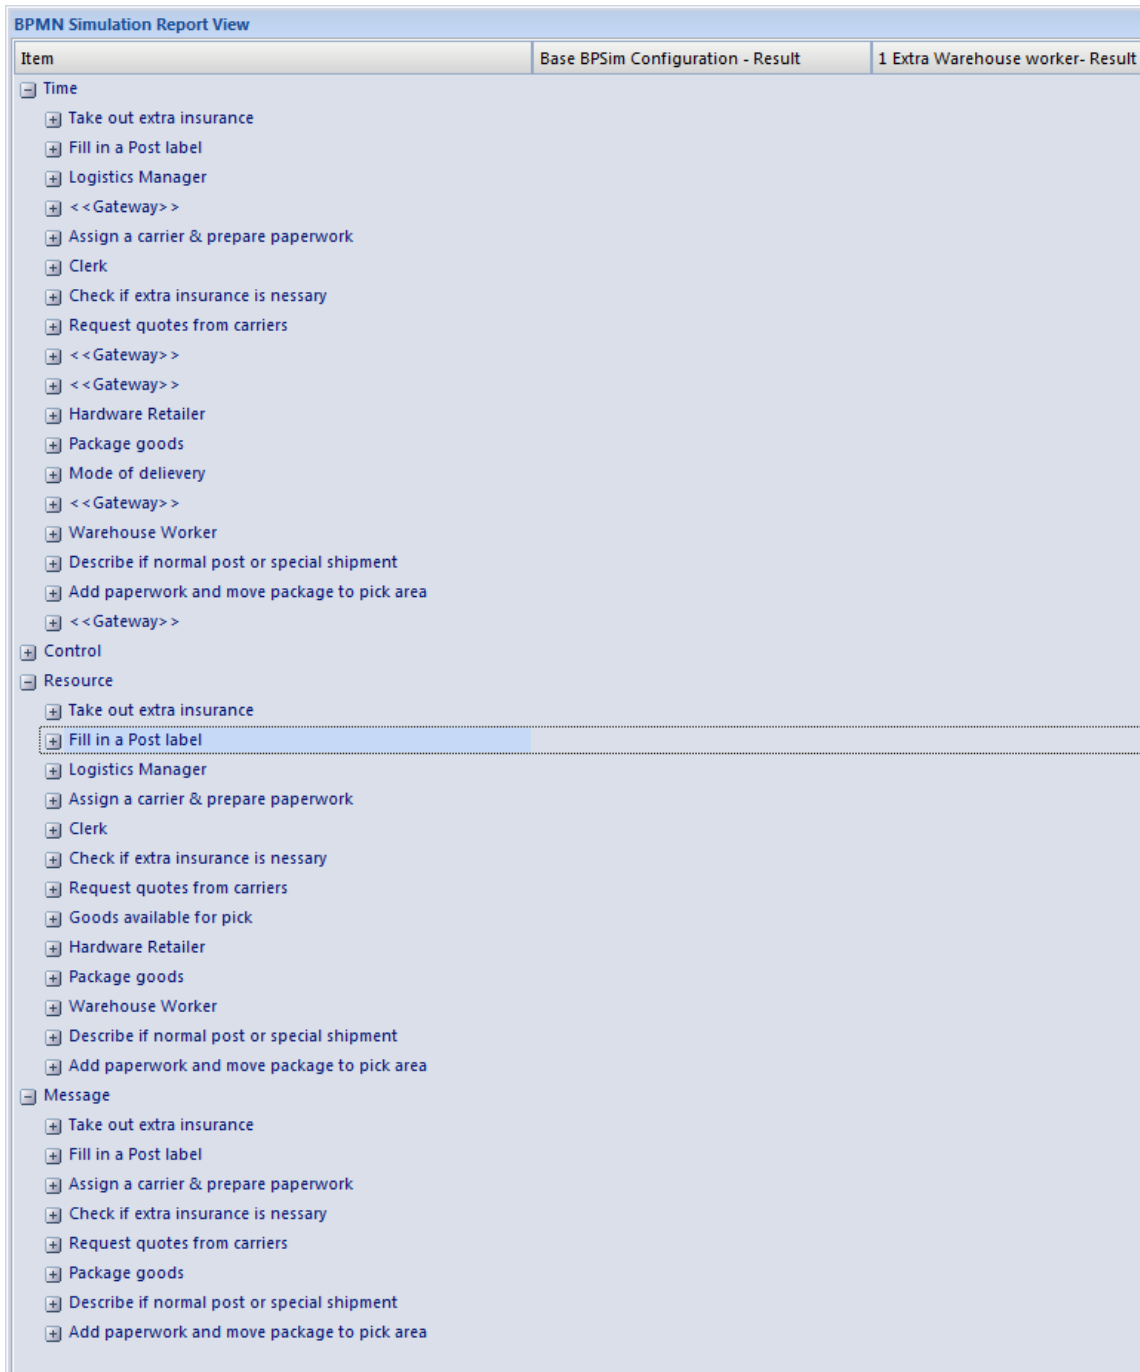 BPMN Simulation Report View
Item Base BPSim Configuration - Result 1 Extra Warehouse worker- Result
Time
Take out extra insurance
Fill in a Post label
Logistics Manager
<<Gateway>>
Assign a carrier & prepare paperwork
Clerk
Check if extra insurance is nessary
Request quotes from carriers
<<Gateway>>
<<Gateway>>
Hardware Retailer
Package goods
Mode of delievery
<<Gateway>>
Warehouse Worker
Describe if normal post or special shipment
Add paperwork and move package to pick area
<<Gateway>>
Control
Resource
Take out extra insurance
Fill in a Post label
Logistics Manager
Assign a carrier & prepare paperwork
Clerk
Check if extra insurance is nessary
Request quotes from carriers
Goods available for pick
Hardware Retailer
Package goods
Warehouse Worker
Describe if normal post or special shipment
Add paperwork and move package to pick area
Message
Take out extra insurance
Fill in a Post label
Assign a carrier & prepare paperwork
Check if extra insurance is nessary
Request quotes from carriers
Package goods
Describe if normal post or special shipment
Add paperwork and move package to pick area